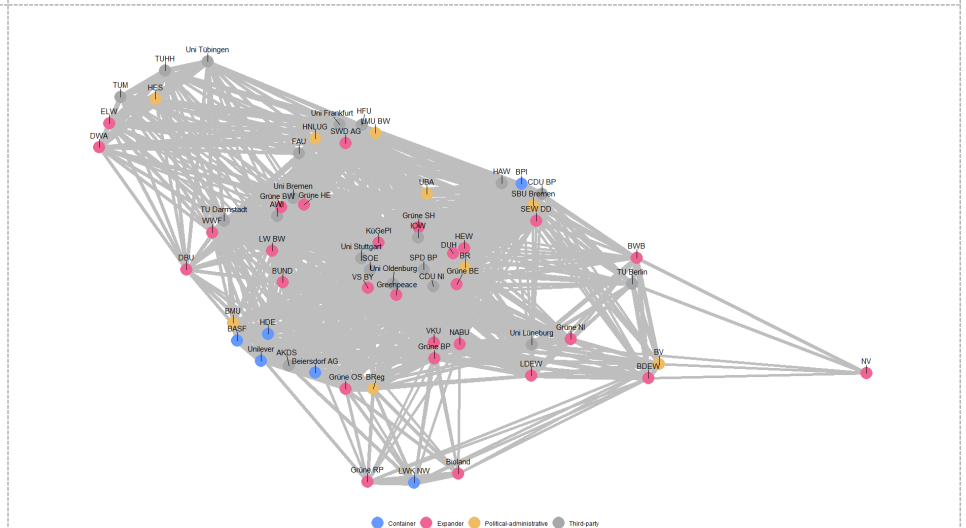 Uni Tübingen
TUHH
TUM
HES
ELW
DWA
HFU
Uni Frankfurt
LMU BW
HNLUG
SWD AG
FAU
HAW
BPI
CDU BP
UBA
SBU Bremen
SEW DD
Uni Bremen
Grüne BW
Grüne HE
AWI
TU Darmstadt
WWF
Grüne SH
IOW
KüGePl
LW BW
Uni Stuttgart
HEW
DUH
BR
BWB
DBU
SOE
SPD BP
Uni Oldenburg
Grüne BE
BUND
CDU NI
VS BY
Greenpeace
TU Berlin
BMU
HDE
BASF
VKU
NABU
Uni Lüneburg
Grüne NI
Unilever
AKDS
Grüne BP
BV
Beiersdorf AG
LDEW
BDEW
NV
Grüne OS
BReg
Bioland
Grüne RP
LWK NW
Container
Expander
Political-administrative
Third-party